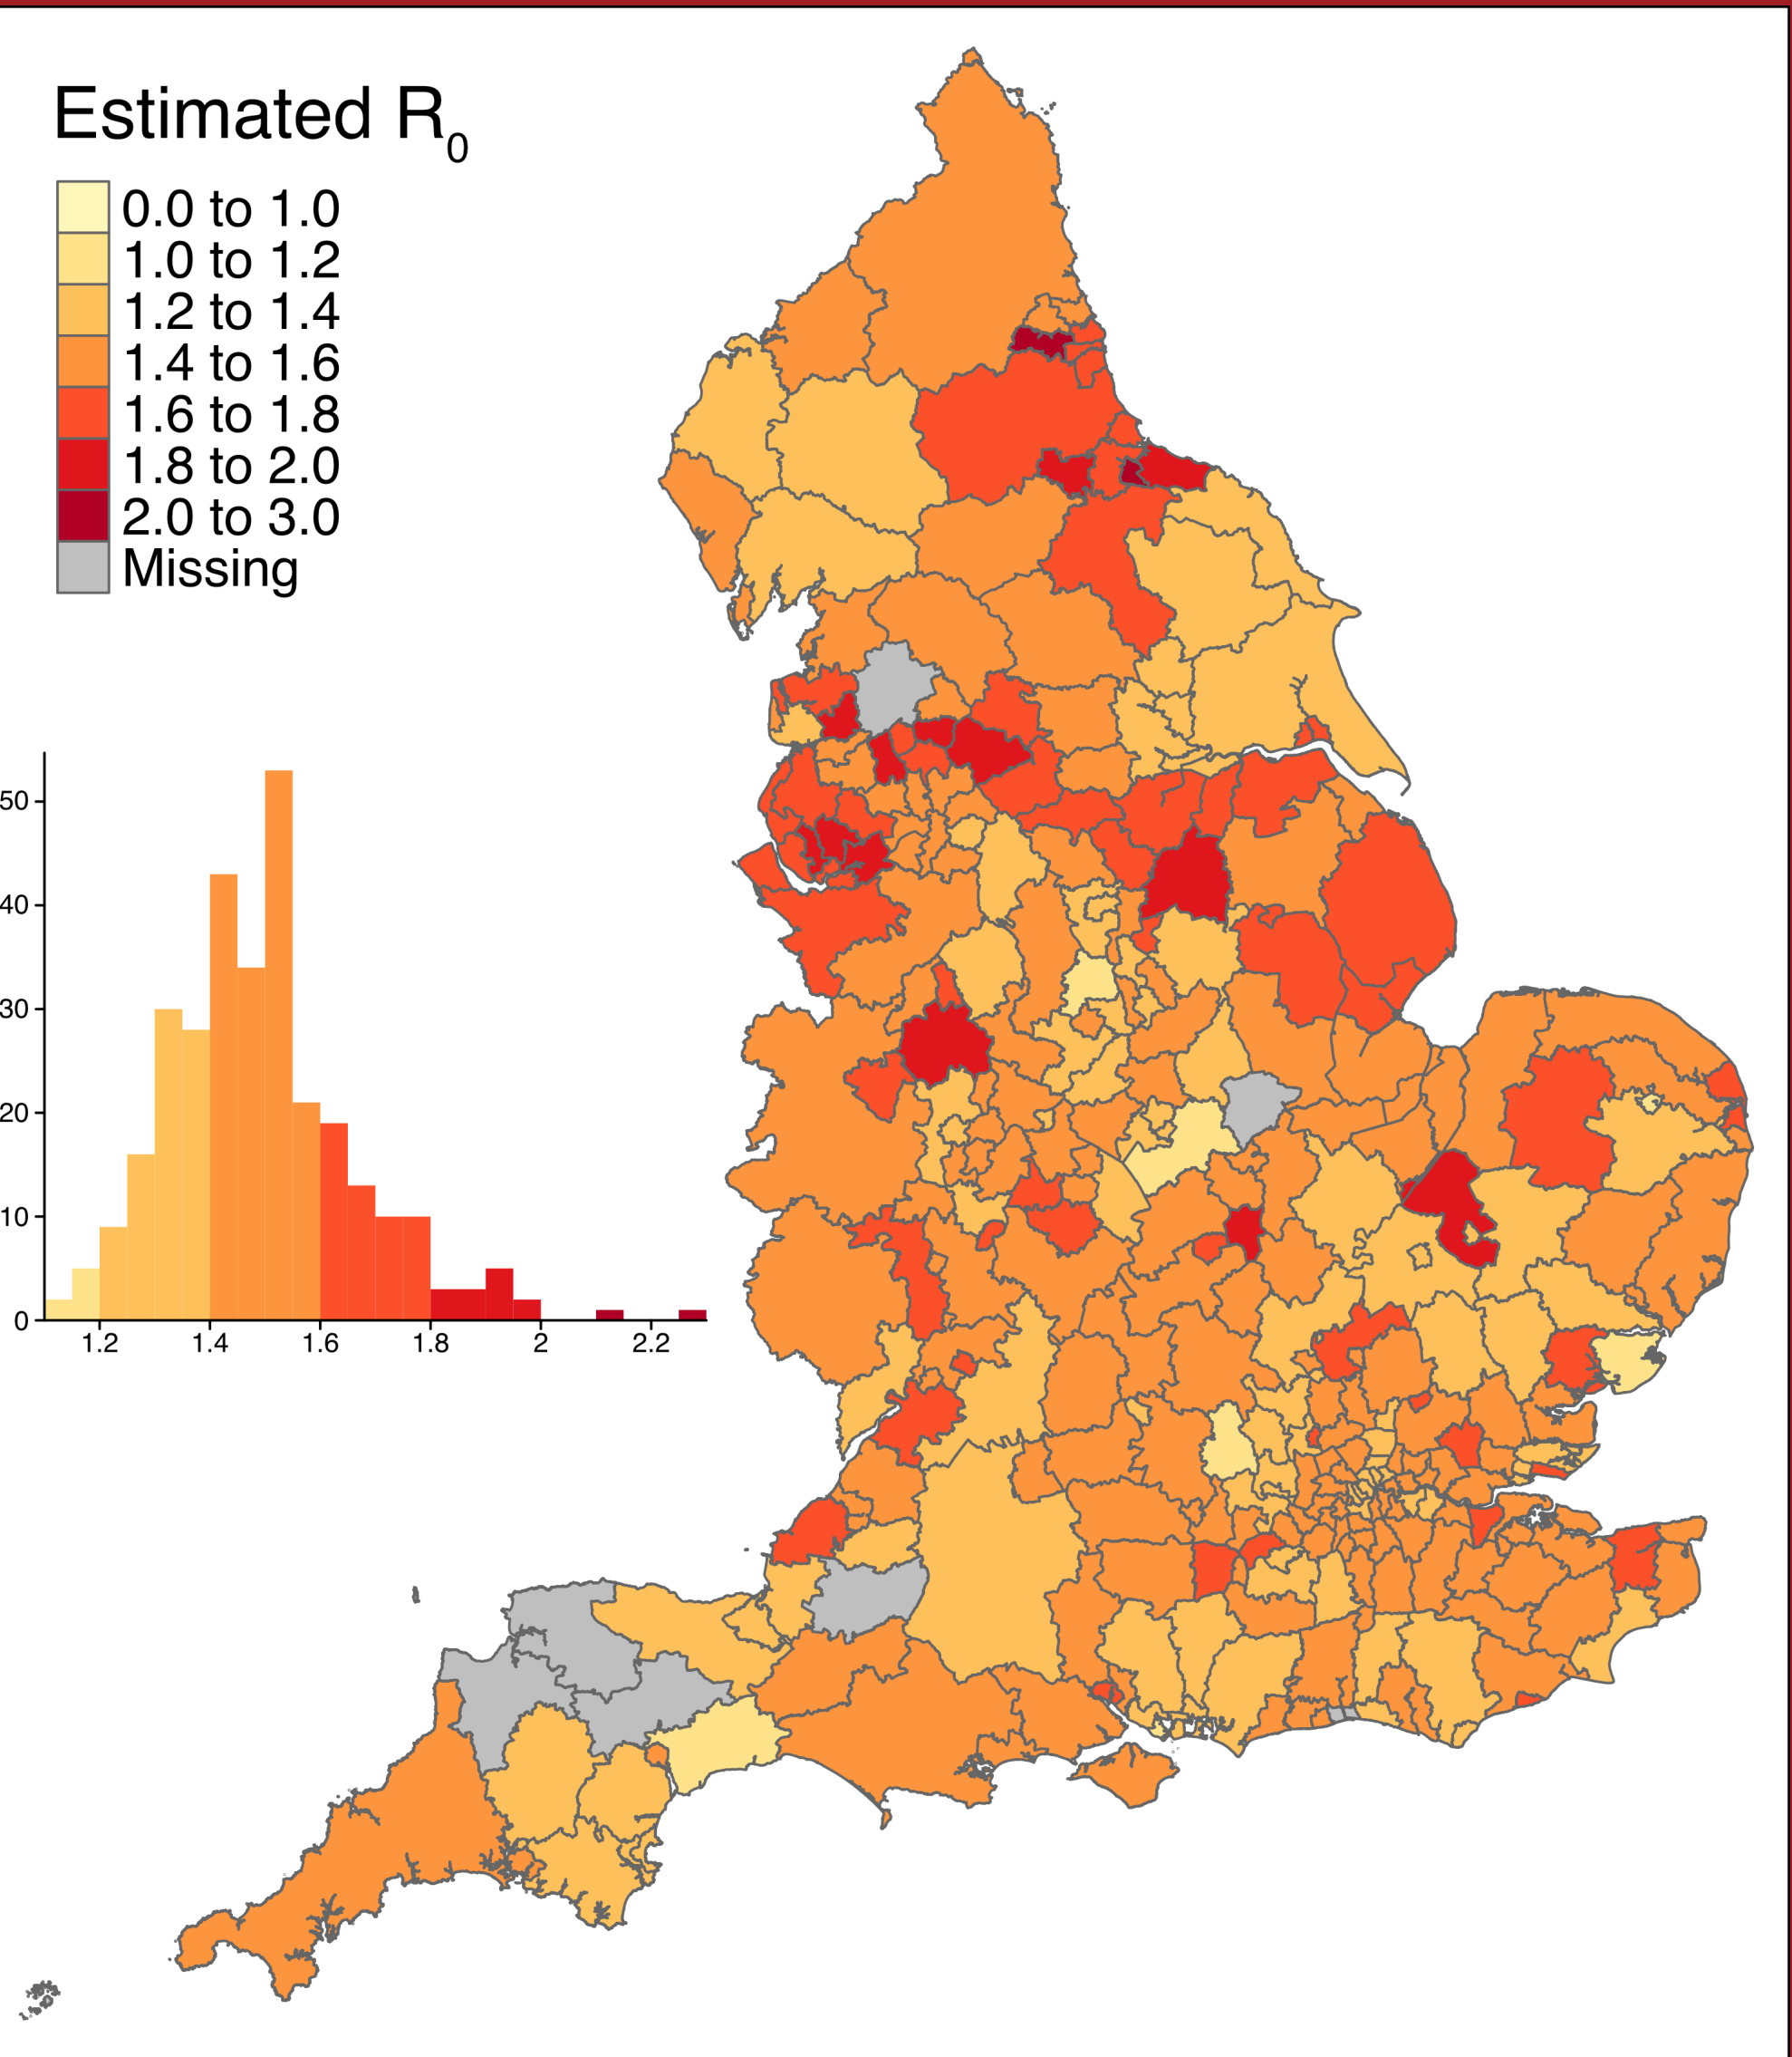 Estimated R0
0.0 to 1.0
1.0 to 1.2
1.2 to 1.4
1.4 to 1.6
1.6 to 1.8
1.8 to 2.0
2.0 to 3.0
Missing
50
40
30
20
10
0
1.2 1.4 1.6 1.8 2 2.2